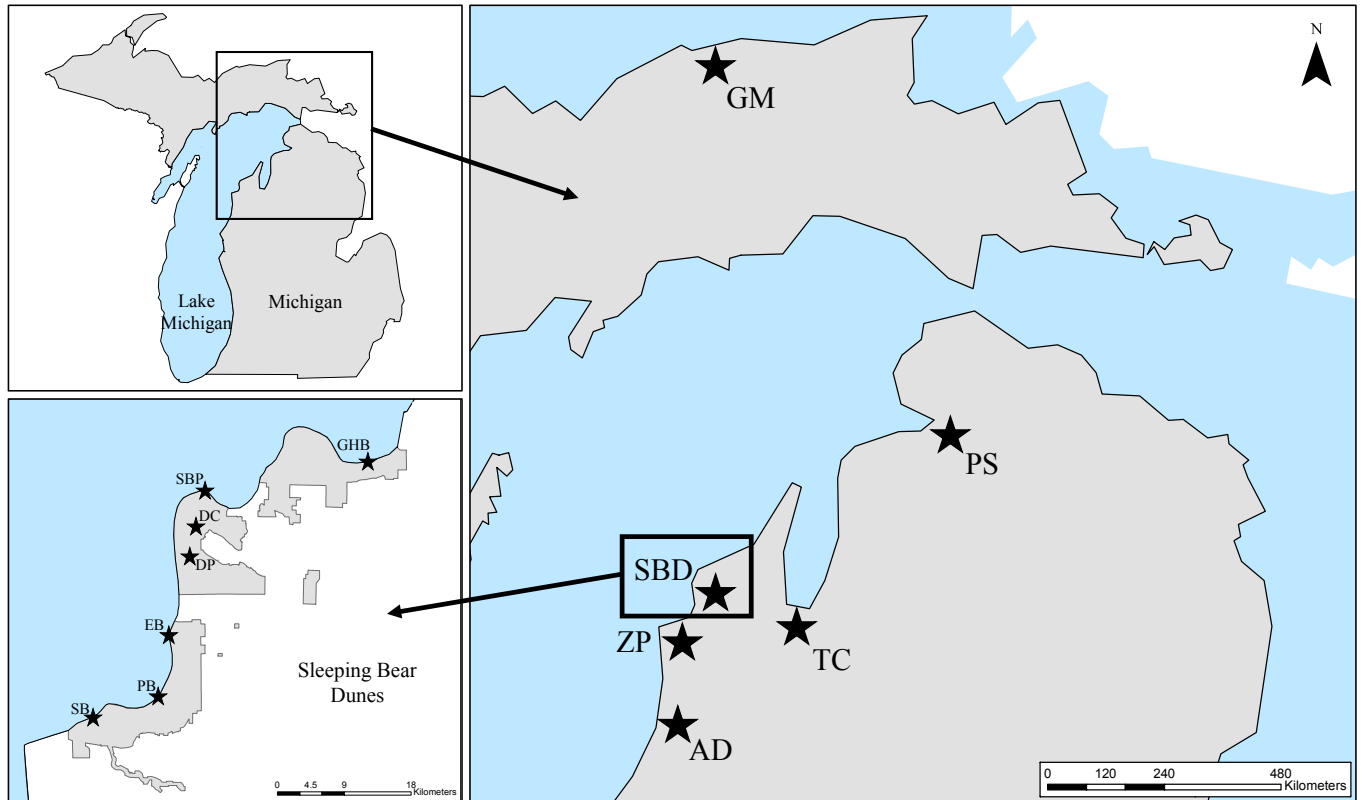 Lake
Michigan
Michigan
GHB
SBP
DC
DP
EB
PB
SB
Sleeping Bear
Dunes
0 4.5 9 18
Kilometers
N
GM
PS
SBD
ZP
TC
AD
0 120 240 480
Kilometers